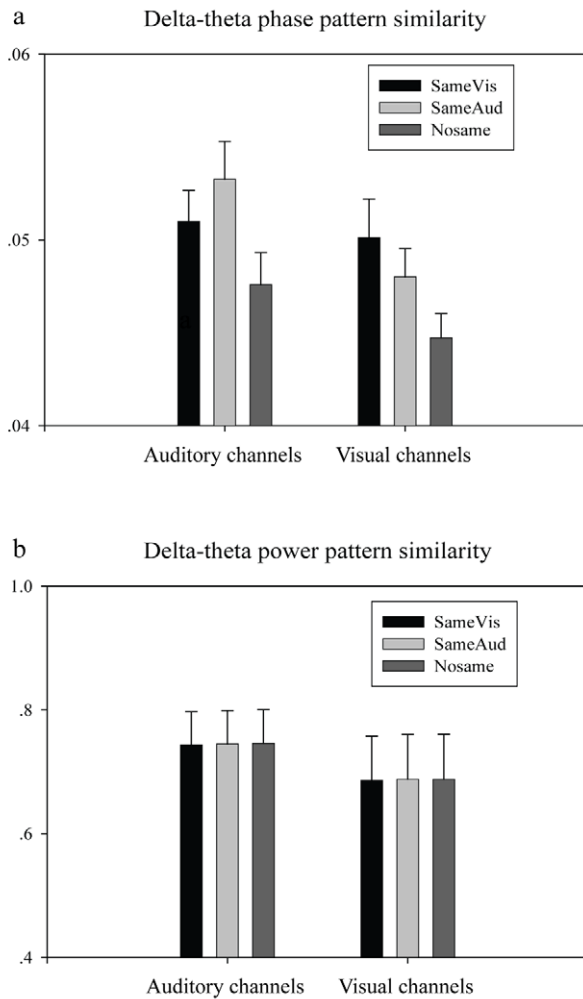 a
Delta-theta phase pattern similarity
.06
SameVis
SameAud
Nosame
.05
.04
Auditory channels
Visual channels
b
Delta-theta power pattern similarity
1.0
SameVis
SameAud
Nosame
.8
.6
.4
Auditory channels
Visual channels